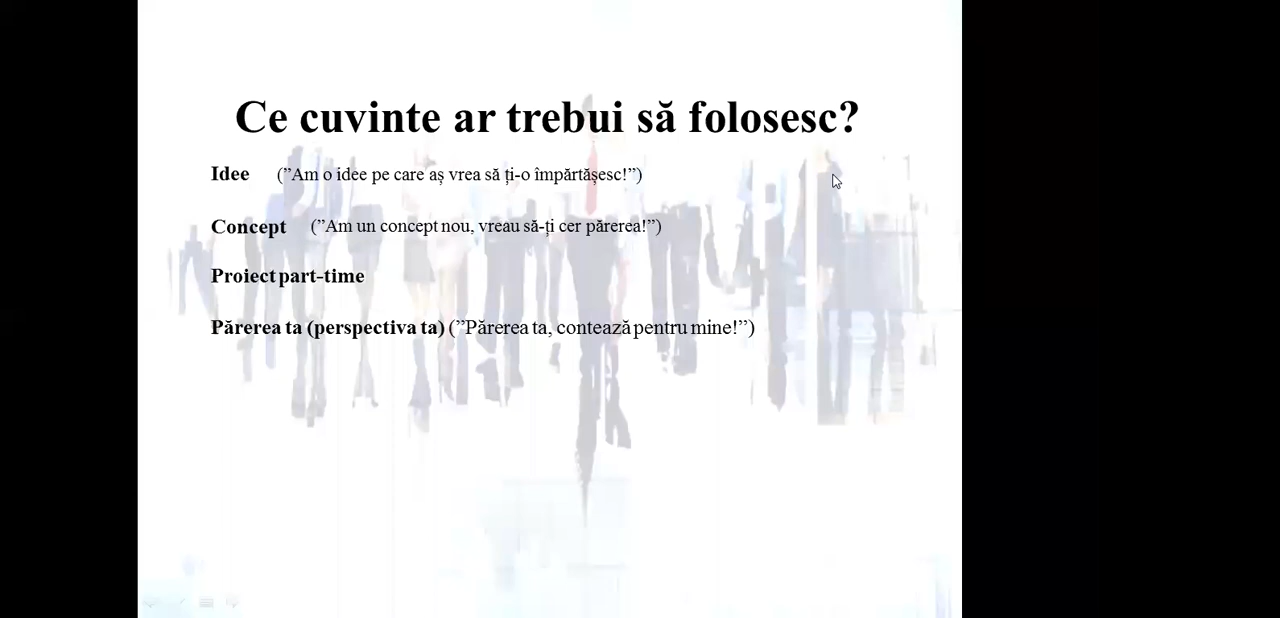 Ce cuvinte ar trebui să folosesc?
Idee (”Am o idee pe care aș vrea să ți-o împărtășesc!”)
Concept (”Am un concept nou, vreau să-ți cer părerea!”)
Proiect part-time
Părerea ta (perspectiva ta) (”Părerea ta, contează pentru mine!”)